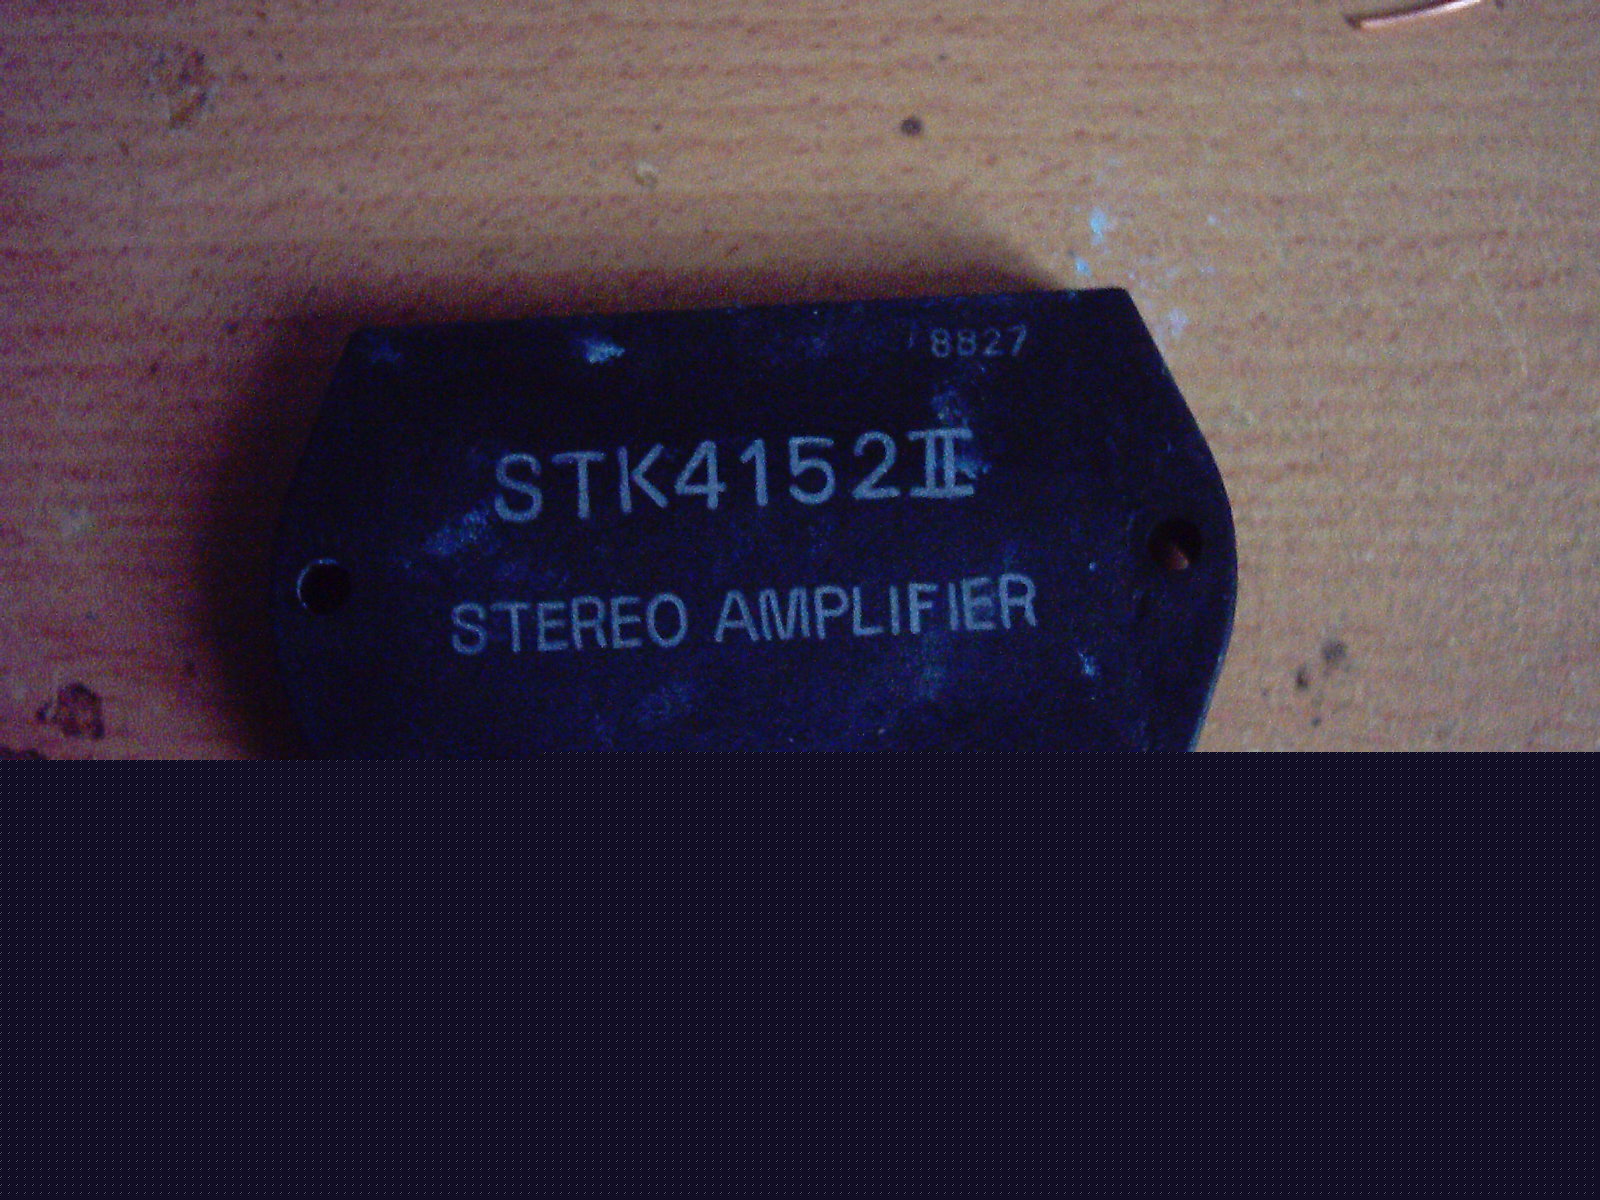 8827
STK4152II
STEREO AMPLIFIER